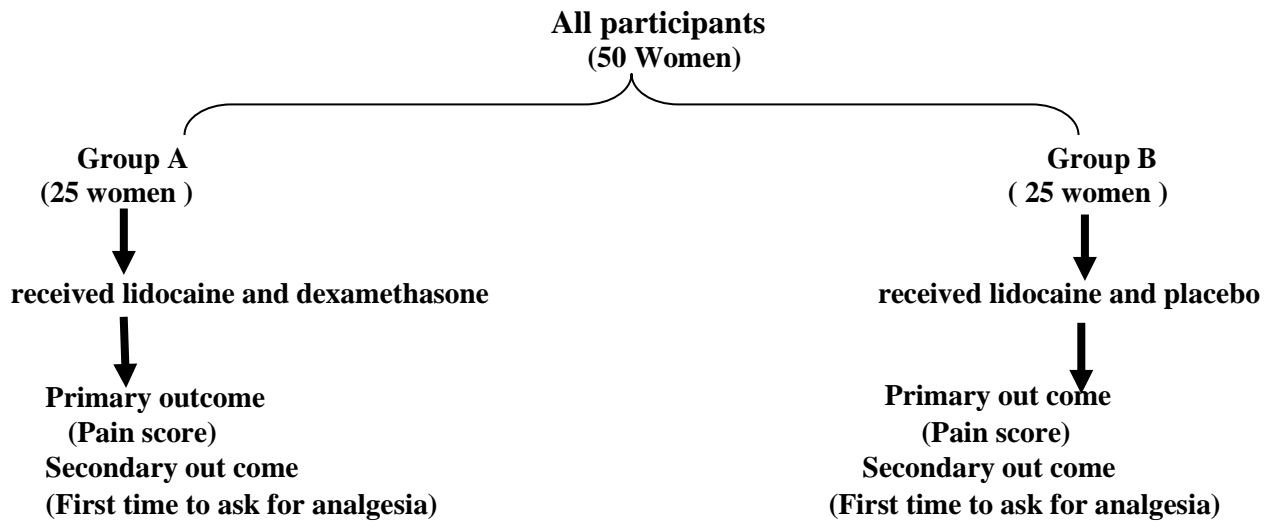 All participants
(50 Women)
Group A
(25 women )
received lidocaine and dexamethasone
Primary outcome
(Pain score)
Secondary out come
(First time to ask for analgesia)
Group B
( 25 women )
received lidocaine and placebo
Primary out come
(Pain score)
Secondary out come
(First time to ask for analgesia)